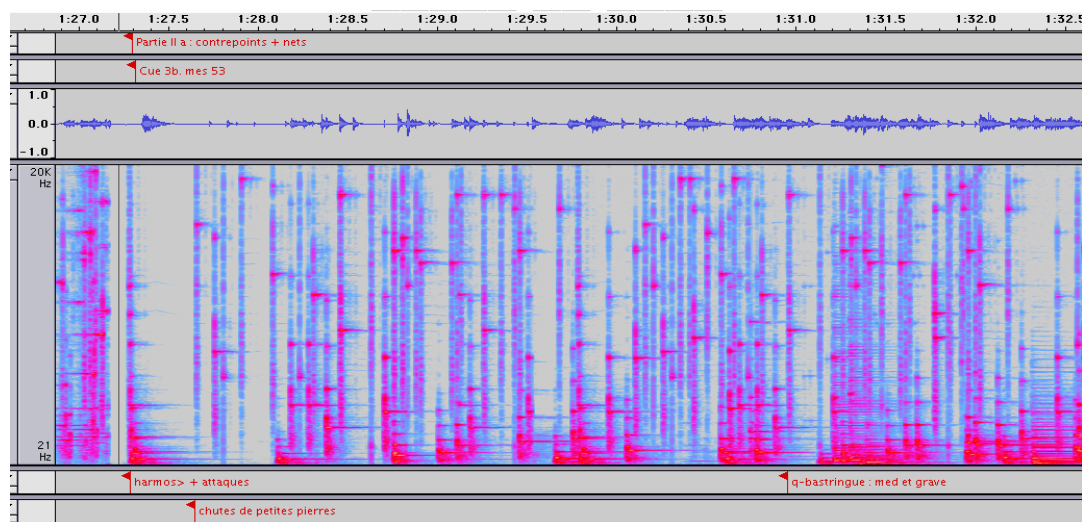 1:27.0 1:27.5 1:28.0 1:28.5 1:29.0 1:29.5 1:30.0 1:30.5 1:31.0 1:31.5 1:32.0 1:32.5
Partie II a : contrepoints + nets
Cue 3b. mes 53
1.0
0.0
-1.0
20K
Hz
21
Hz
harmos> + attaques
q-bastringue : med et grave
chutes de petites pierres